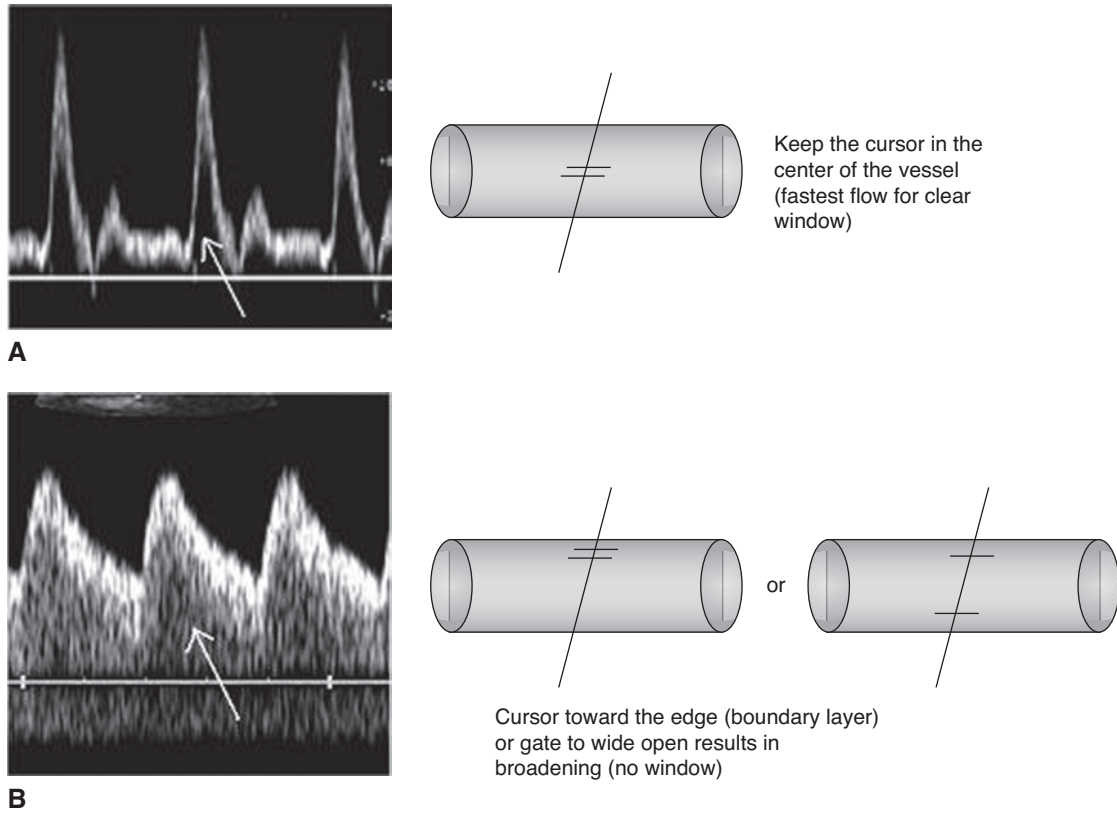 Keep the cursor in the
center of the vessel
(fastest flow for clear
window)
A
or
Cursor toward the edge (boundary layer)
or gate to wide open results in
broadening (no window)
B